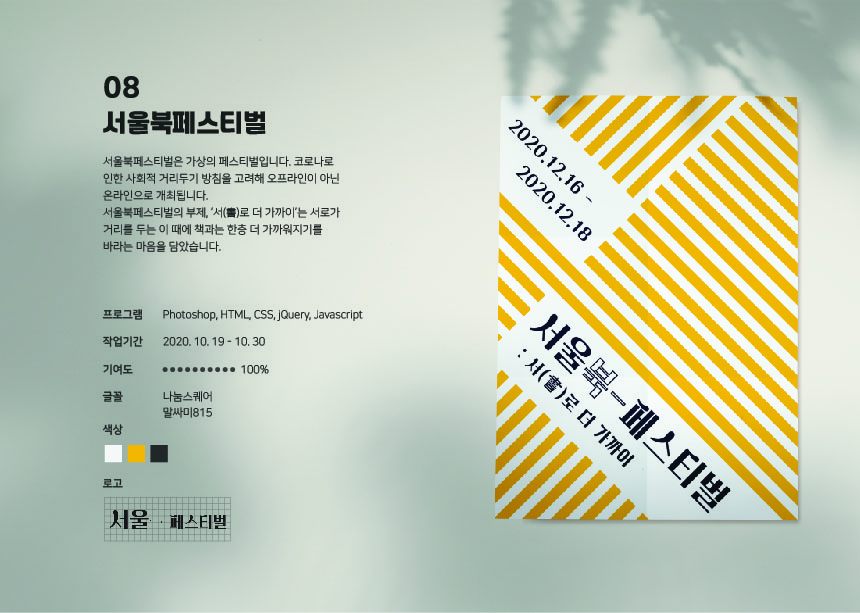 08
서울북페스티벌
서울북페스티벌은 가상의 페스티벌입니다. 코로나로
인한 사회적 거리두기 방침을 고려해 오프라인이 아닌
온라인으로 개최됩니다.
서울북페스티벌의 부제, ‘서(書)로 더 가까이’는 서로가
거리를 두는 이 때에 책과는 한층 더 가까워지기를
바라는 마음을 담았습니다.
프로그램 Photoshop, HTML, CSS, jQuery, Javascript
작업기간 2020. 10. 19 - 10. 30
기여도 ●●●●●●●●●● 100%
글꼴 나눔스퀘어
말싸미815
색상
로고
서울 페스티벌
2020.12.16 -
2020.12.18
서울북- 페스티벌
: 서(書)로 더 가까이